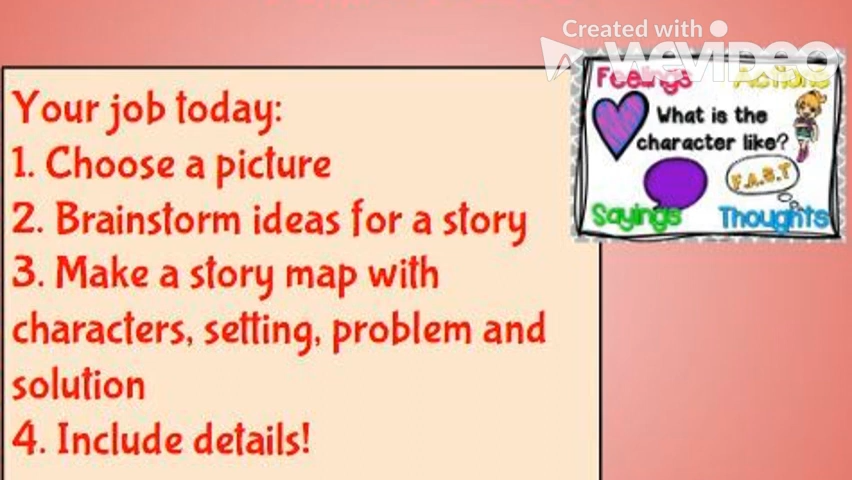 Created with
WeVideo
Your job today:
1. Choose a picture
2. Brainstorm ideas for a story
3. Make a story map with
characters, setting, problem and
solution
4. Include details!
Feelings Actions
What is the
character like?
F.A.S.T
Sayings Thoughts